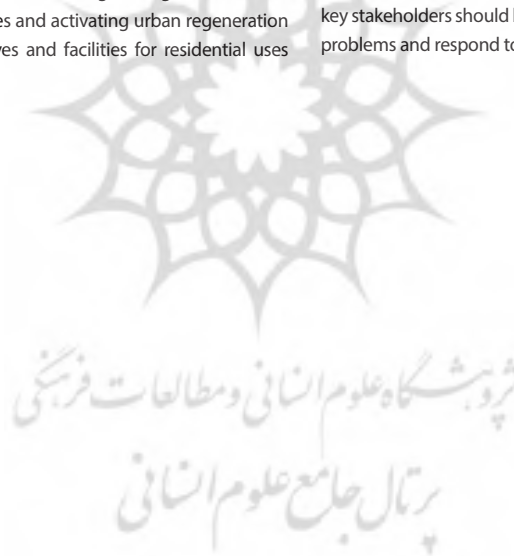 es and activating urban regeneration
ves and facilities for residential uses
key stakeholders should
problems and respond to
پژوهشگاه علوم انسانی و مطالعات فرهنگی
پرتال جامع علوم انسانی